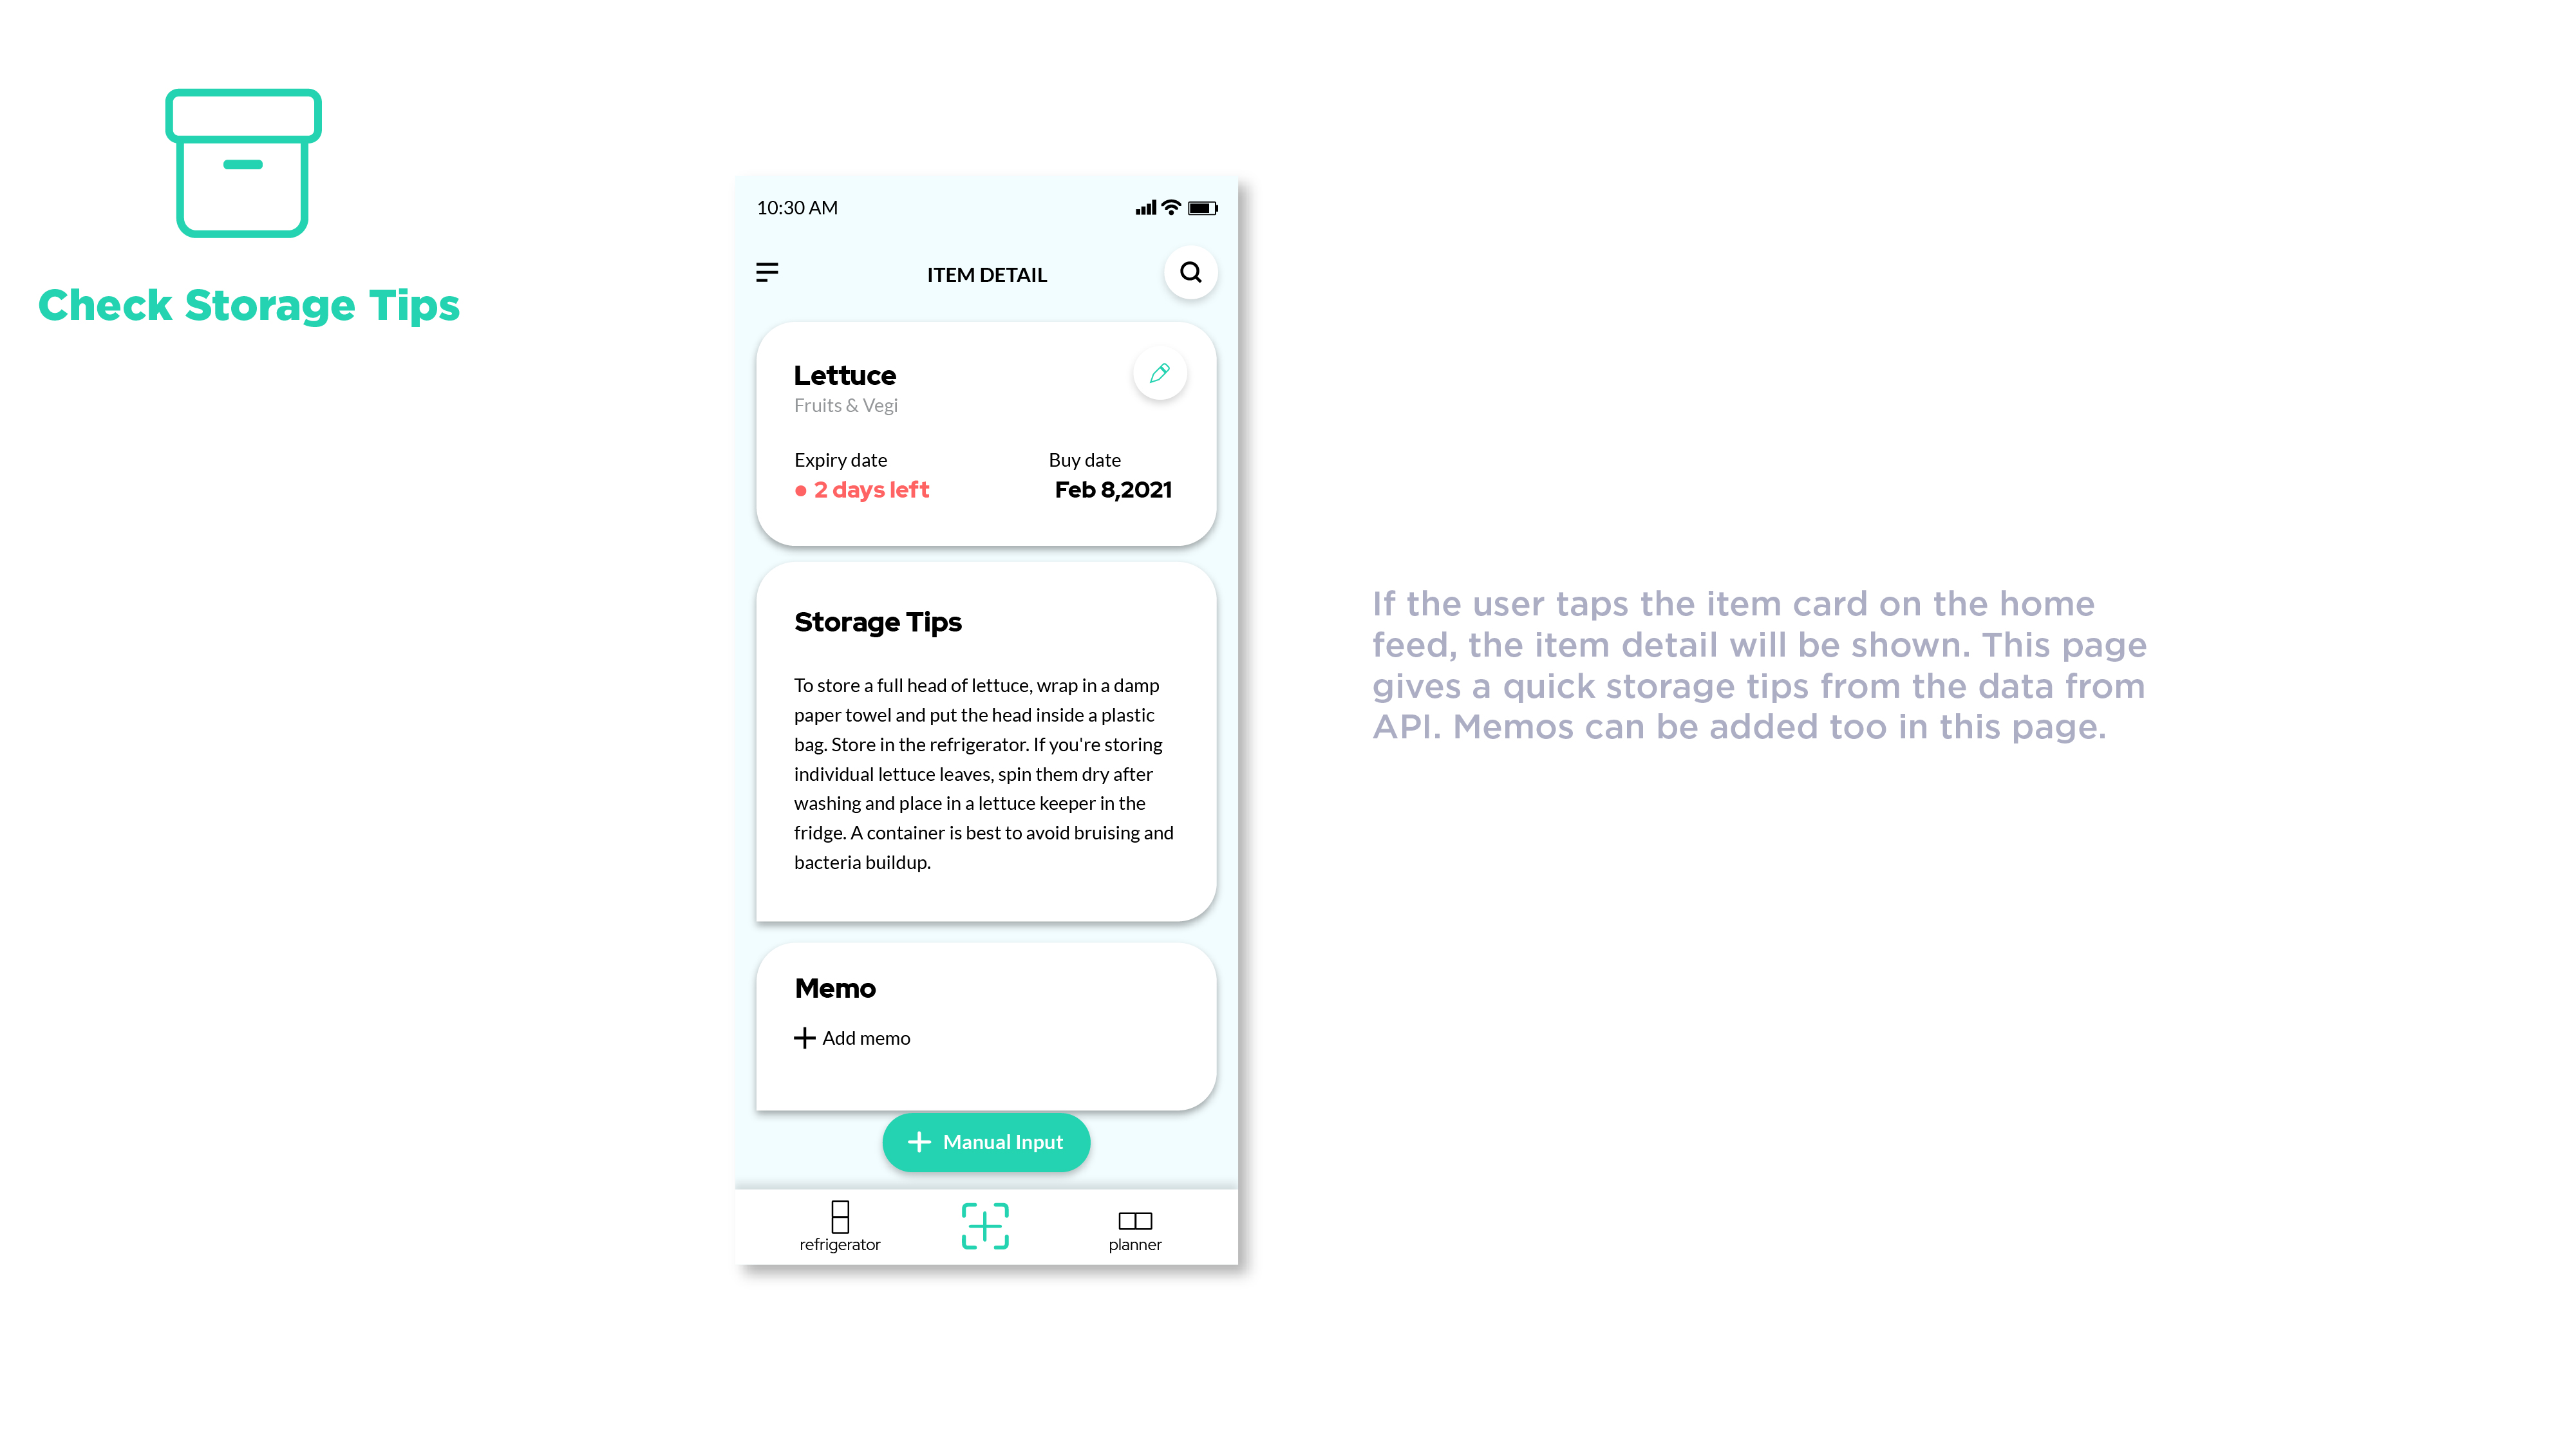 Check Storage Tips
10:30 AM
ITEM DETAIL
Lettuce
Fruits & Vegi
Expiry date
Buy date
2 days left
Feb 8,2021
Storage Tips
To store a full head of lettuce, wrap in a damp
paper towel and put the head inside a plastic
bag. Store in the refrigerator. If you're storing
individual lettuce leaves, spin them dry after
washing and place in a lettuce keeper in the
fridge. A container is best to avoid bruising and
bacteria buildup.
Memo
Add memo
Manual Input
refrigerator
planner
If the user taps the item card on the home
feed, the item detail will be shown. This page
gives a quick storage tips from the data from
API. Memos can be added too in this page.